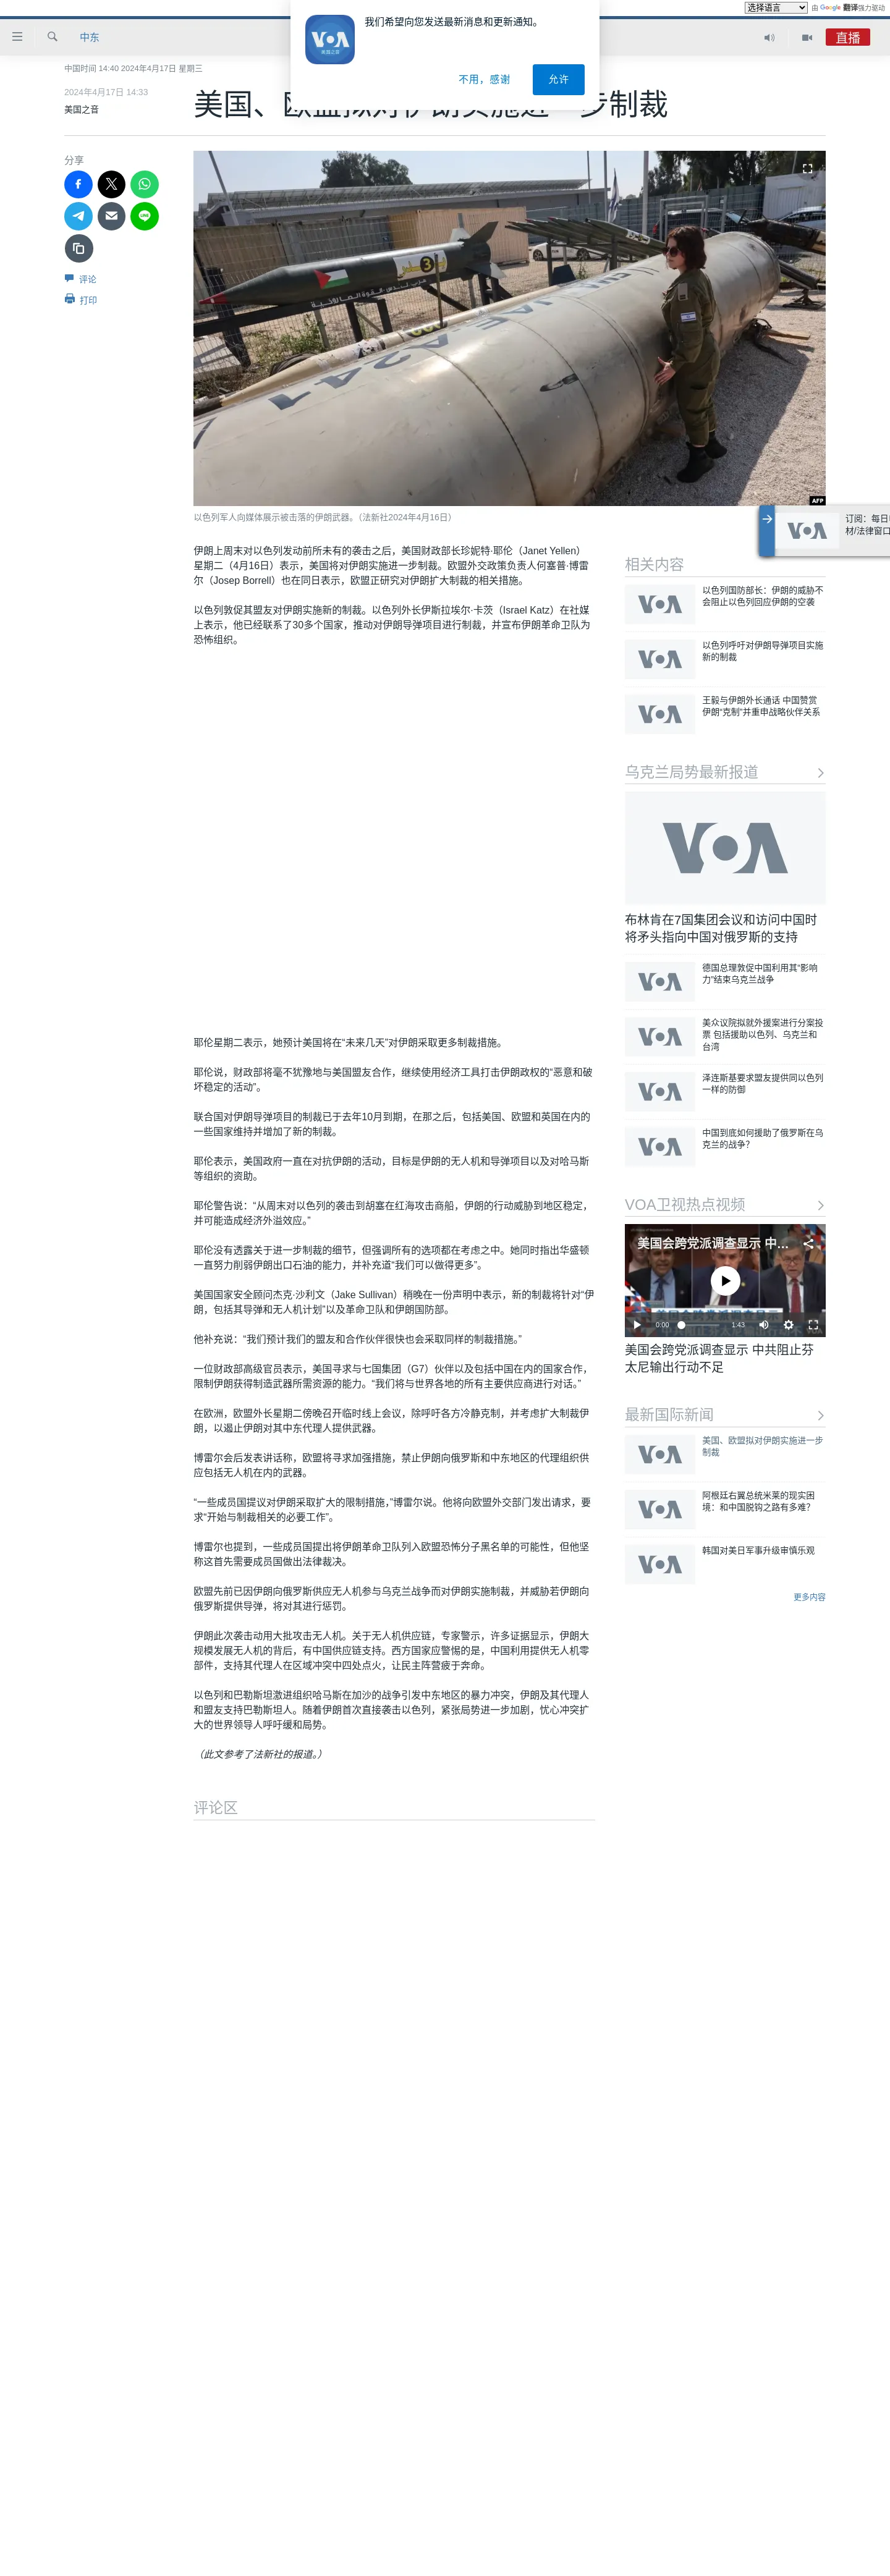 选择语言
由 Google 翻译强力驱动
我们希望向您发送最新消息和更新通知。
VOA
美国之音
不用，感谢
允许
中东
直播
中国时间 14:40 2024年4月17日 星期三
2024年4月17日 14:33
美国之音
美国、欧盟拟对伊朗实施进一步制裁
分享
评论
打印
AFP
以色列军人向媒体展示被击落的伊朗武器。（法新社2024年4月16日）
订阅：每日
材/法律窗口
伊朗上周末对以色列发动前所未有的袭击之后，美国财政部长珍妮特·耶伦（Janet Yellen）
星期二（4月16日）表示，美国将对伊朗实施进一步制裁。欧盟外交政策负责人何塞普·博雷
尔（Josep Borrell）也在同日表示，欧盟正研究对伊朗扩大制裁的相关措施。
以色列敦促其盟友对伊朗实施新的制裁。以色列外长伊斯拉埃尔·卡茨（Israel Katz）在社媒
上表示，他已经联系了30多个国家，推动对伊朗导弹项目进行制裁，并宣布伊朗革命卫队为
恐怖组织。
耶伦星期二表示，她预计美国将在“未来几天”对伊朗采取更多制裁措施。
耶伦说，财政部将毫不犹豫地与美国盟友合作，继续使用经济工具打击伊朗政权的“恶意和破
坏稳定的活动”。
联合国对伊朗导弹项目的制裁已于去年10月到期，在那之后，包括美国、欧盟和英国在内的
一些国家维持并增加了新的制裁。
耶伦表示，美国政府一直在对抗伊朗的活动，目标是伊朗的无人机和导弹项目以及对哈马斯
等组织的资助。
耶伦警告说：“从周末对以色列的袭击到胡塞在红海攻击商船，伊朗的行动威胁到地区稳定，
并可能造成经济外溢效应。”
耶伦没有透露关于进一步制裁的细节，但强调所有的选项都在考虑之中。她同时指出华盛顿
一直努力削弱伊朗出口石油的能力，并补充道“我们可以做得更多”。
美国国家安全顾问杰克·沙利文（Jake Sullivan）稍晚在一份声明中表示，新的制裁将针对“伊
朗，包括其导弹和无人机计划”以及革命卫队和伊朗国防部。
他补充说：“我们预计我们的盟友和合作伙伴很快也会采取同样的制裁措施。”
一位财政部高级官员表示，美国寻求与七国集团（G7）伙伴以及包括中国在内的国家合作，
限制伊朗获得制造武器所需资源的能力。“我们将与世界各地的所有主要供应商进行对话。”
在欧洲，欧盟外长星期二傍晚召开临时线上会议，除呼吁各方冷静克制，并考虑扩大制裁伊
朗，以遏止伊朗对其中东代理人提供武器。
博雷尔会后发表讲话称，欧盟将寻求加强措施，禁止伊朗向俄罗斯和中东地区的代理组织供
应包括无人机在内的武器。
“一些成员国提议对伊朗采取扩大的限制措施，”博雷尔说。他将向欧盟外交部门发出请求，要
求“开始与制裁相关的必要工作”。
博雷尔也提到，一些成员国提出将伊朗革命卫队列入欧盟恐怖分子黑名单的可能性，但他坚
称这首先需要成员国做出法律裁决。
欧盟先前已因伊朗向俄罗斯供应无人机参与乌克兰战争而对伊朗实施制裁，并威胁若伊朗向
俄罗斯提供导弹，将对其进行惩罚。
伊朗此次袭击动用大批攻击无人机。关于无人机供应链，专家警示，许多证据显示，伊朗大
规模发展无人机的背后，有中国供应链支持。西方国家应警惕的是，中国利用提供无人机零
部件，支持其代理人在区域冲突中四处点火，让民主阵营疲于奔命。
以色列和巴勒斯坦激进组织哈马斯在加沙的战争引发中东地区的暴力冲突，伊朗及其代理人
和盟友支持巴勒斯坦人。随着伊朗首次直接袭击以色列，紧张局势进一步加剧，忧心冲突扩
大的世界领导人呼吁缓和局势。
（此文参考了法新社的报道。）
评论区
相关内容
VOA
以色列国防部长：伊朗的威胁不
会阻止以色列回应伊朗的空袭
VOA
以色列呼吁对伊朗导弹项目实施
新的制裁
VOA
王毅与伊朗外长通话 中国赞赏
伊朗“克制”并重申战略伙伴关系
乌克兰局势最新报道
VOA
布林肯在7国集团会议和访问中国时
将矛头指向中国对俄罗斯的支持
VOA
德国总理敦促中国利用其“影响
力”结束乌克兰战争
VOA
美众议院拟就外援案进行分案投
票 包括援助以色列、乌克兰和
台湾
VOA
泽连斯基要求盟友提供同以色列
一样的防御
VOA
中国到底如何援助了俄罗斯在乌
克兰的战争？
VOA卫视热点视频
美国会跨党派调查显示 中...
0:00
1:43
美国会跨党派调查显示 中共阻止芬
太尼输出行动不足
最新国际新闻
VOA
美国、欧盟拟对伊朗实施进一步
制裁
VOA
阿根廷右翼总统米莱的现实困
境：和中国脱钩之路有多难？
VOA
韩国对美日军事升级审慎乐观
更多内容